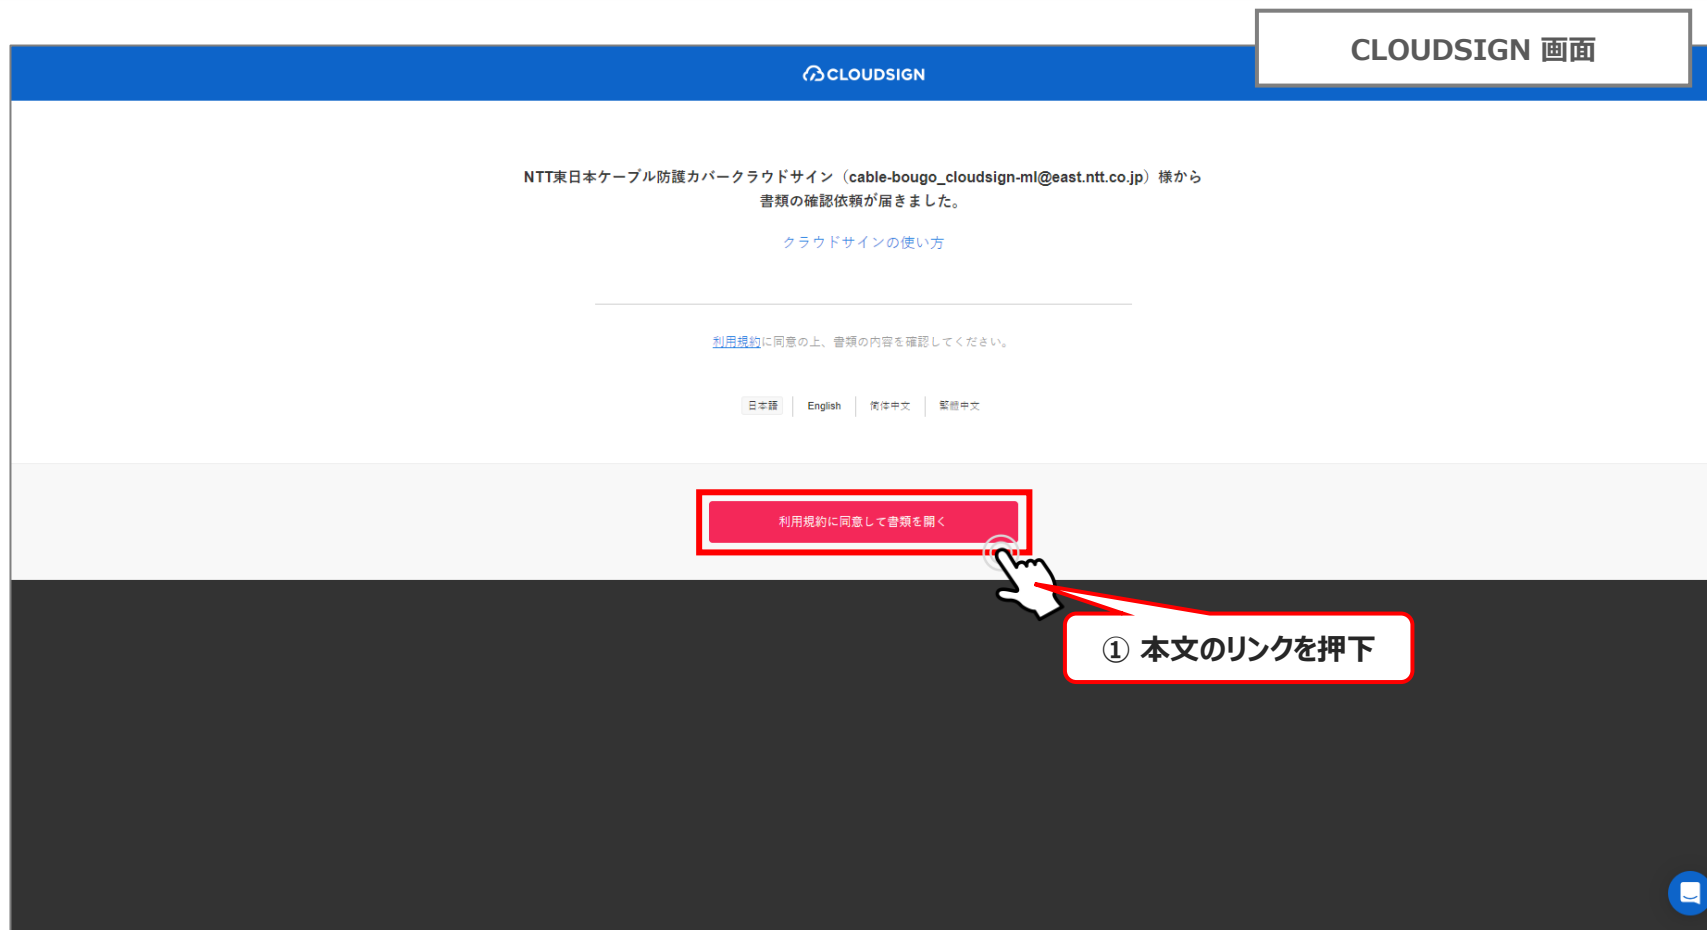 CLOUDSIGN 画面
CLOUDSIGN
NTT東日本ケーブル防護カバークラウドサイン（cable-bougo_cloudsign-ml@east.ntt.co.jp）様から
書類の確認依頼が届きました。
クラウドサインの使い方
利用規約に同意の上、書類の内容を確認してください。
日本語 English 简体中文 繁體中文
利用規約に同意して書類を開く
① 本文のリンクを押下